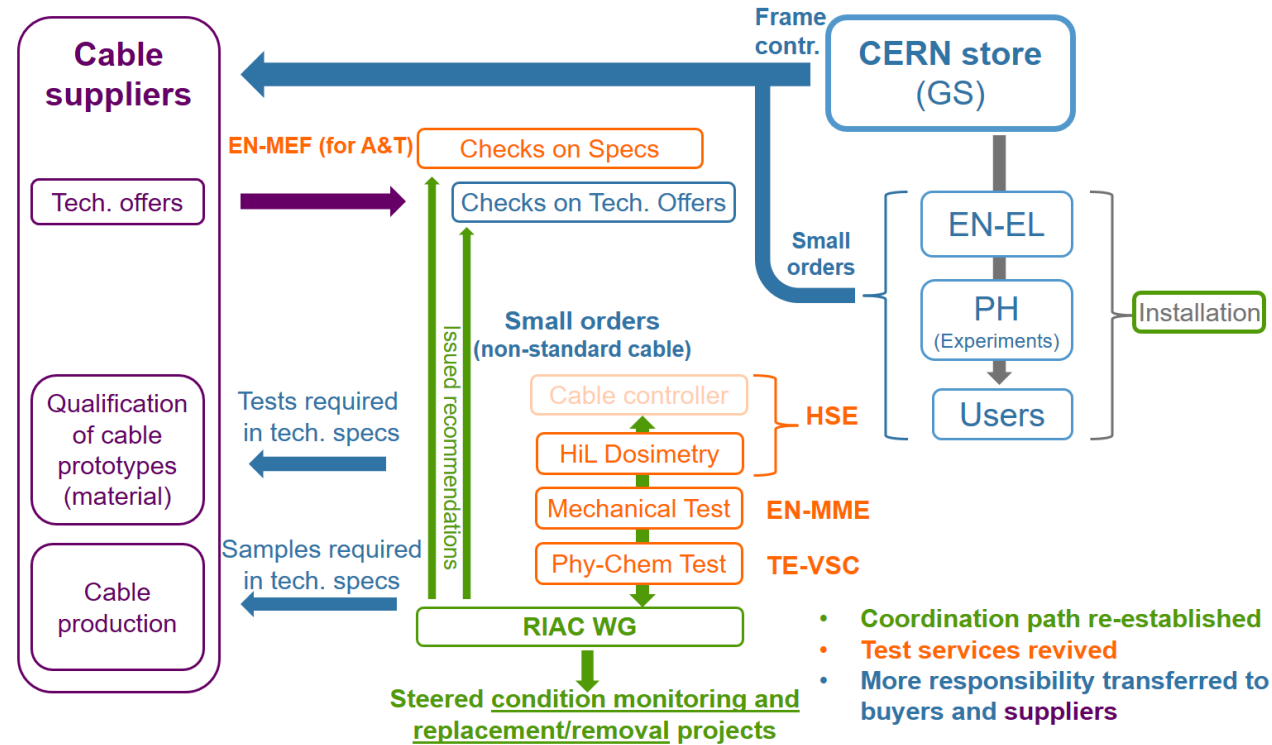 Cable
suppliers
Frame
contr.
CERN store
(GS)
EN-MEF (for A&T)
Checks on Specs
Tech. offers
Checks on Tech. Offers
EN-EL
Small
orders
PH
(Experiments)
Installation
Users
Issued recommendations
Small orders
(non-standard cable)
Cable controller
HSE
HiL Dosimetry
Qualification
of cable
prototypes
(material)
Tests required
in tech. specs
Mechanical Test
EN-MME
Phy-Chem Test
TE-VSC
Samples required
in tech. specs
Cable
production
RIAC WG
Steered condition monitoring and
replacement/removal projects
• Coordination path re-established
• Test services revived
• More responsibility transferred to
buyers and suppliers